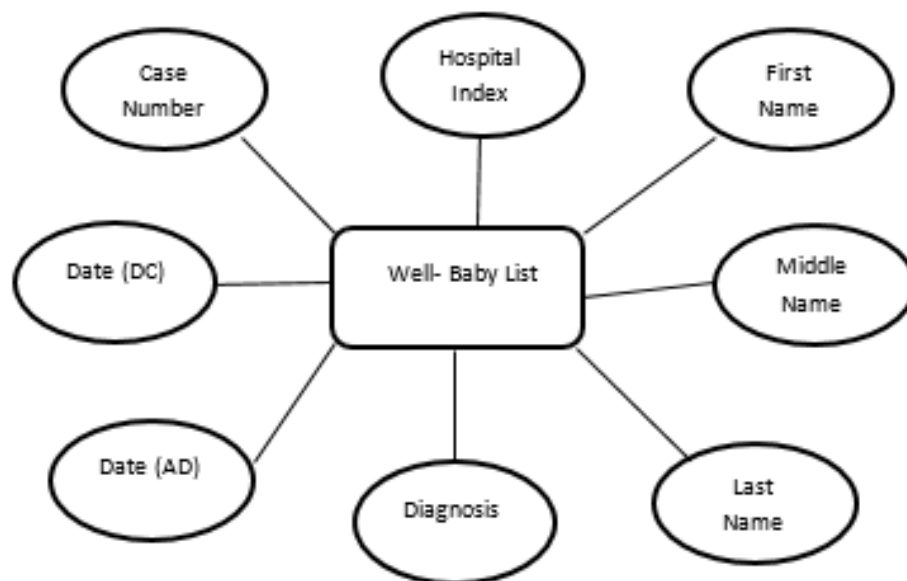 Case
Number
Hospital
Index
First
Name
Date (DC)
Well- Baby List
Middle
Name
Date (AD)
Diagnosis
Last
Name